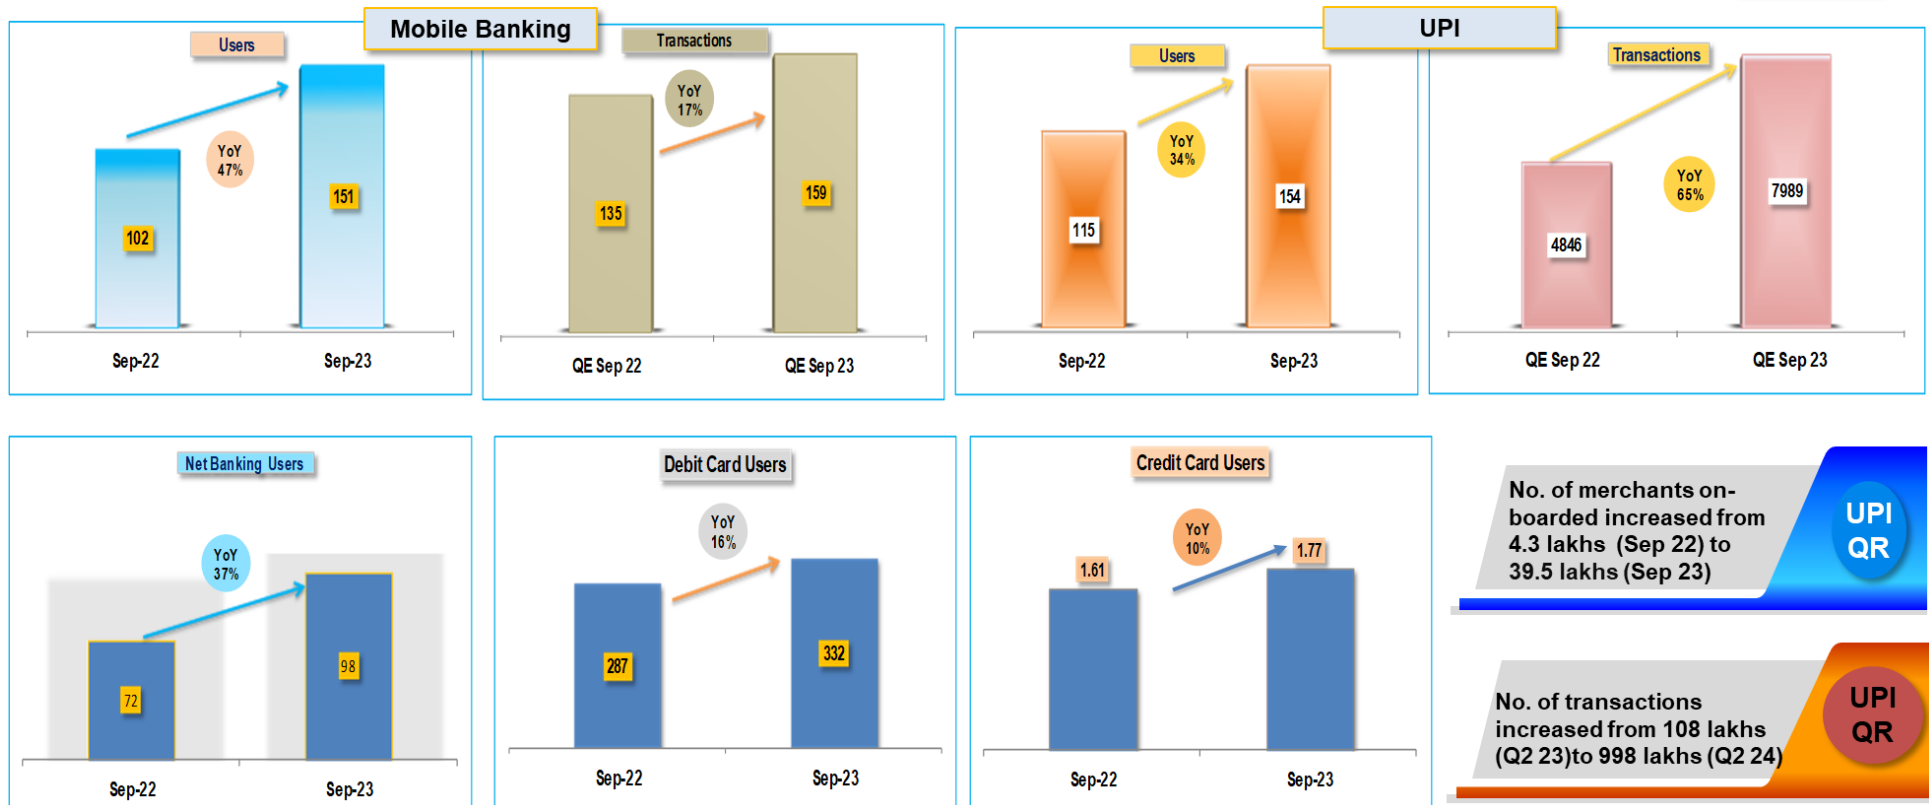 Mobile Banking
Users
YoY
47%
102
151
Sep-22
Sep-23
Transactions
YoY
17%
135
159
QE Sep 22
QE Sep 23
UPI
Users
YoY
34%
115
154
Sep-22
Sep-23
Transactions
YoY
65%
4846
7989
QE Sep 22
QE Sep 23
Net Banking Users
YoY
37%
72
98
Sep-22
Sep-23
Debit Card Users
YoY
16%
287
332
Sep-22
Sep-23
Credit Card Users
YoY
10%
1.61
1.77
Sep-22
Sep-23
No. of merchants on-
boarded increased from
4.3 lakhs (Sep 22) to
39.5 lakhs (Sep 23)
UPI
QR
No. of transactions
increased from 108 lakhs
(Q2 23)to 998 lakhs (Q2 24)
UPI
QR